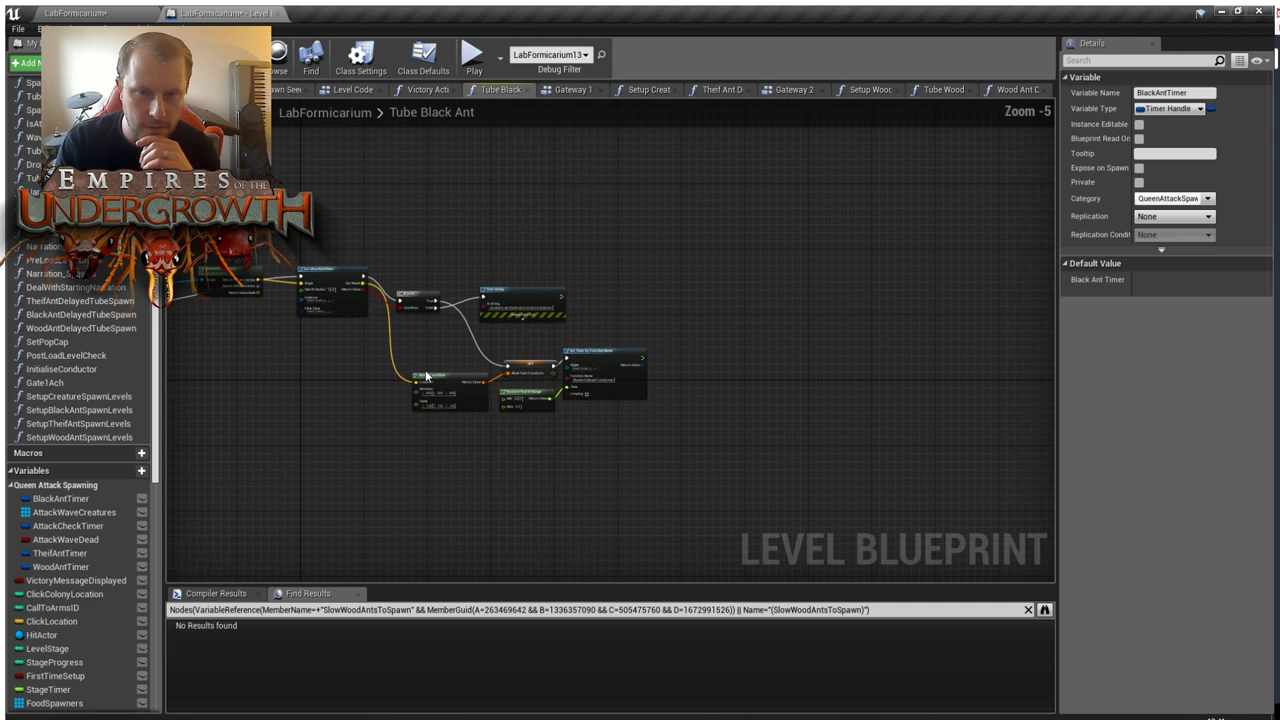 LabFormicarium*
LabFormicarium* - Level
File
My
Add N
Find
Class Settings
Class Defaults
Play
LabFormicarium13
Debug Filter
Level Code
Victory Acti
Tube Black
Gateway 1
Setup Creat
Theif Ant D
Gateway 2
Setup Wooc
Tube Wood
Wood Ant C
LabFormicarium > Tube Black Ant
Zoom -5
EMPIRES OF THE
UNDERGROWTH
DealWithStartingNarration
TheifAntDelayedTubeSpawn
BlackAntDelayedTubeSpawn
WoodAntDelayedTubeSpawn
SetPopCap
PostLoadLevelCheck
InitialiseConductor
Gate1Ach
SetupCreatureSpawnLevels
SetupBlackAntSpawnLevels
SetupTheifAntSpawnLevels
SetupWoodAntSpawnLevels
Macros
Variables
Queen Attack Spawning
BlackAntTimer
AttackWaveCreatures
AttackCheckTimer
AttackWaveDead
TheifAntTimer
WoodAntTimer
VictoryMessageDisplayed
ClickColonyLocation
CallToArmsID
ClickLocation
HitActor
LevelStage
StageProgress
FirstTimeSetup
StageTimer
FoodSpawners
LEVEL BLUEPRINT
Compiler Results
Find Results
Nodes(VariableReference(MemberName=+"SlowWoodAntsToSpawn" && MemberGuid(A=263469642 && B=1336357090 && C=505475760 && D=1672991526)) || Name="(SlowWoodAntsToSpawn)")
No Results found
Details
Search
Variable
Variable Name
BlackAntTimer
Variable Type
Timer Handle
Instance Editable
Blueprint Read On
Tooltip
Expose on Spawn
Private
Category
QueenAttackSpaw
Replication
None
Replication Condit
None
Default Value
Black Ant Timer